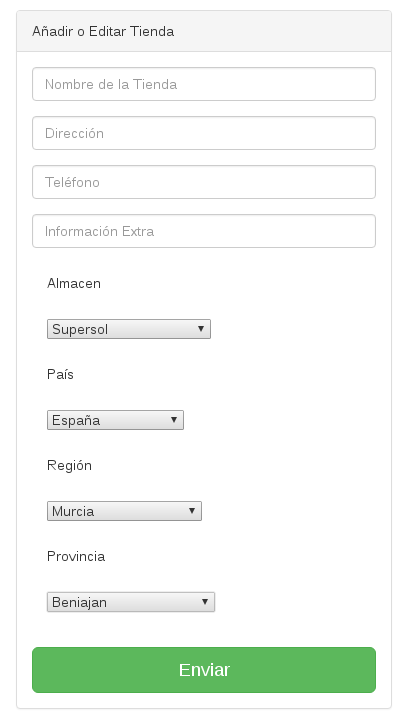 Añadir o Editar Tienda
Nombre de la Tienda
Dirección
Teléfono
Información Extra
Almacen
Supersol
País
España
Región
Murcia
Provincia
Beniajan
Enviar